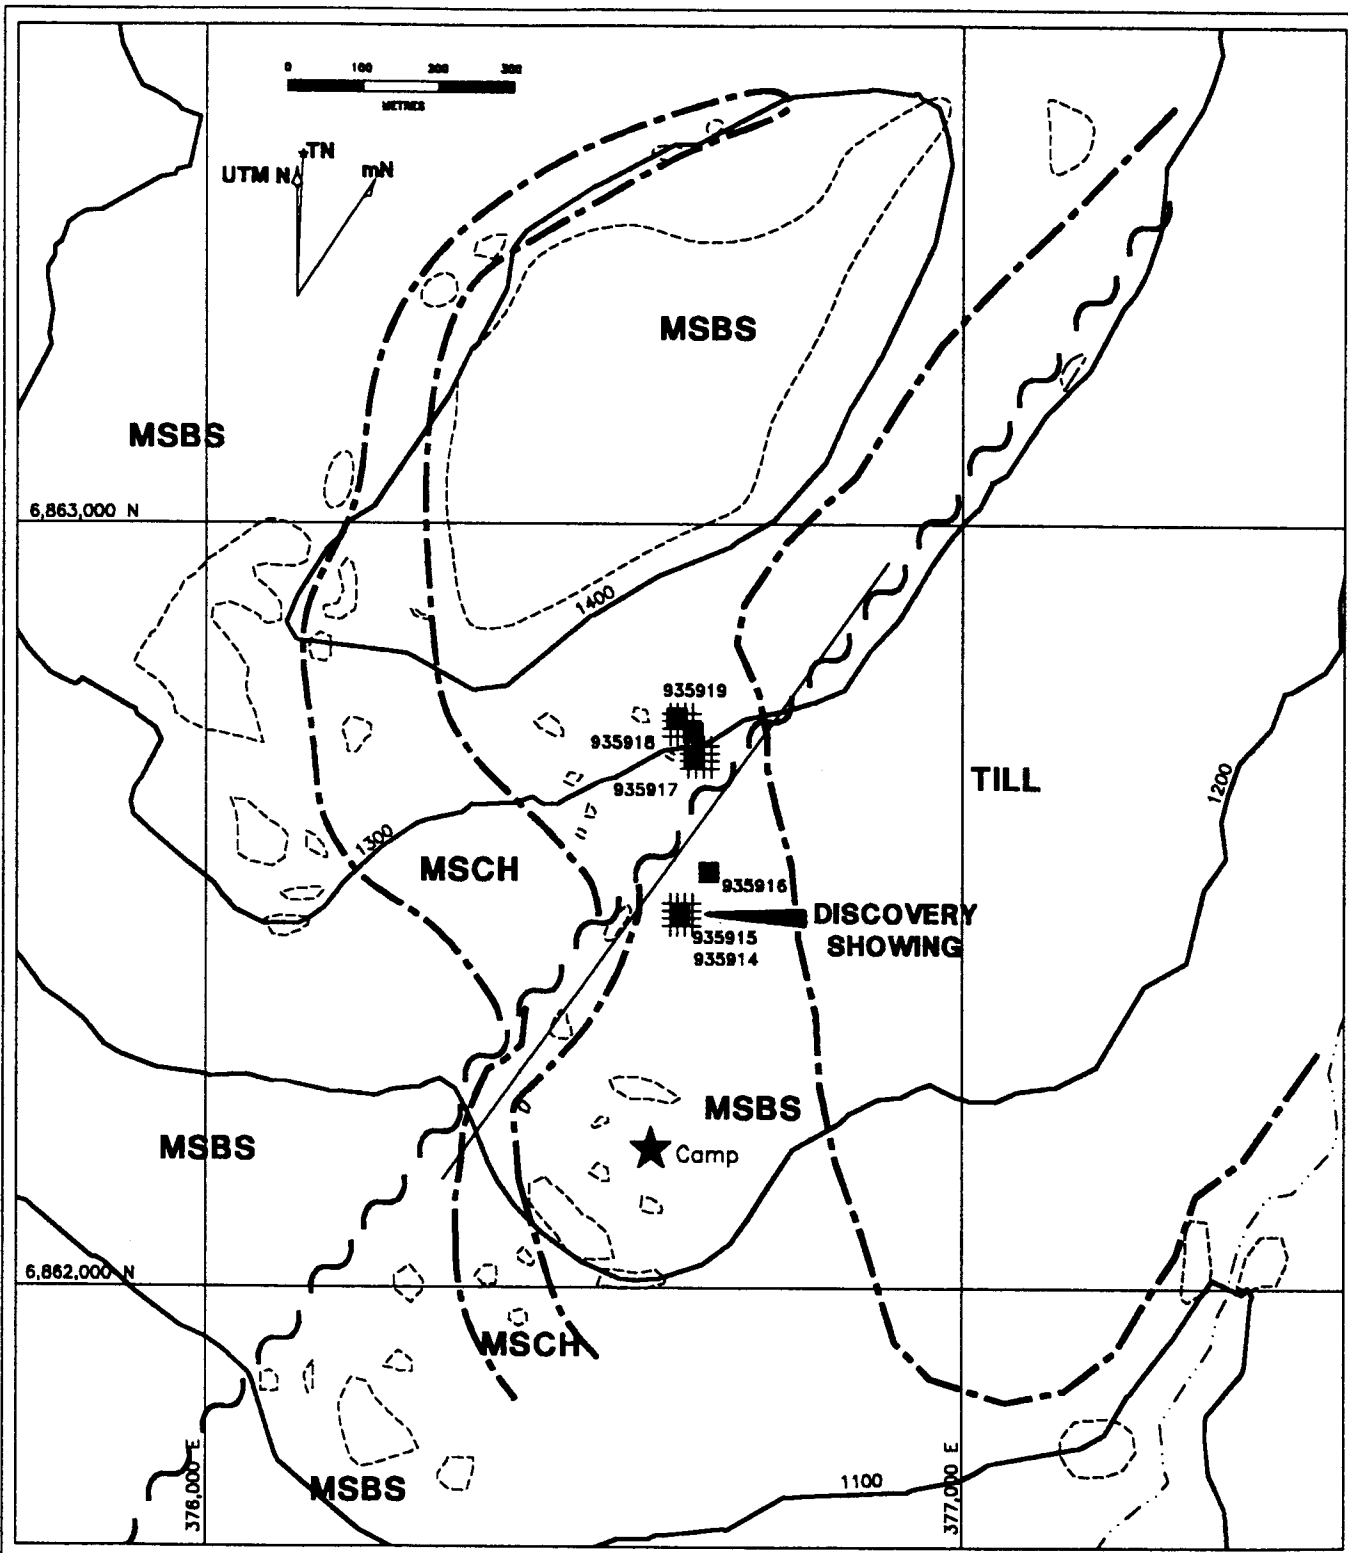 0 100 200 300
METRES
TN
UTM N
mN
MSBS
MSBS
6,863,000 N
1400
935919
935918
935917
TILL
1200
1300
MSCH
935916
DISCOVERY
SHOWING
935915
935914
MSBS
MSBS
Camp
6,862,000 N
MSCH
376,000 E
377,000 E
MSBS
1100